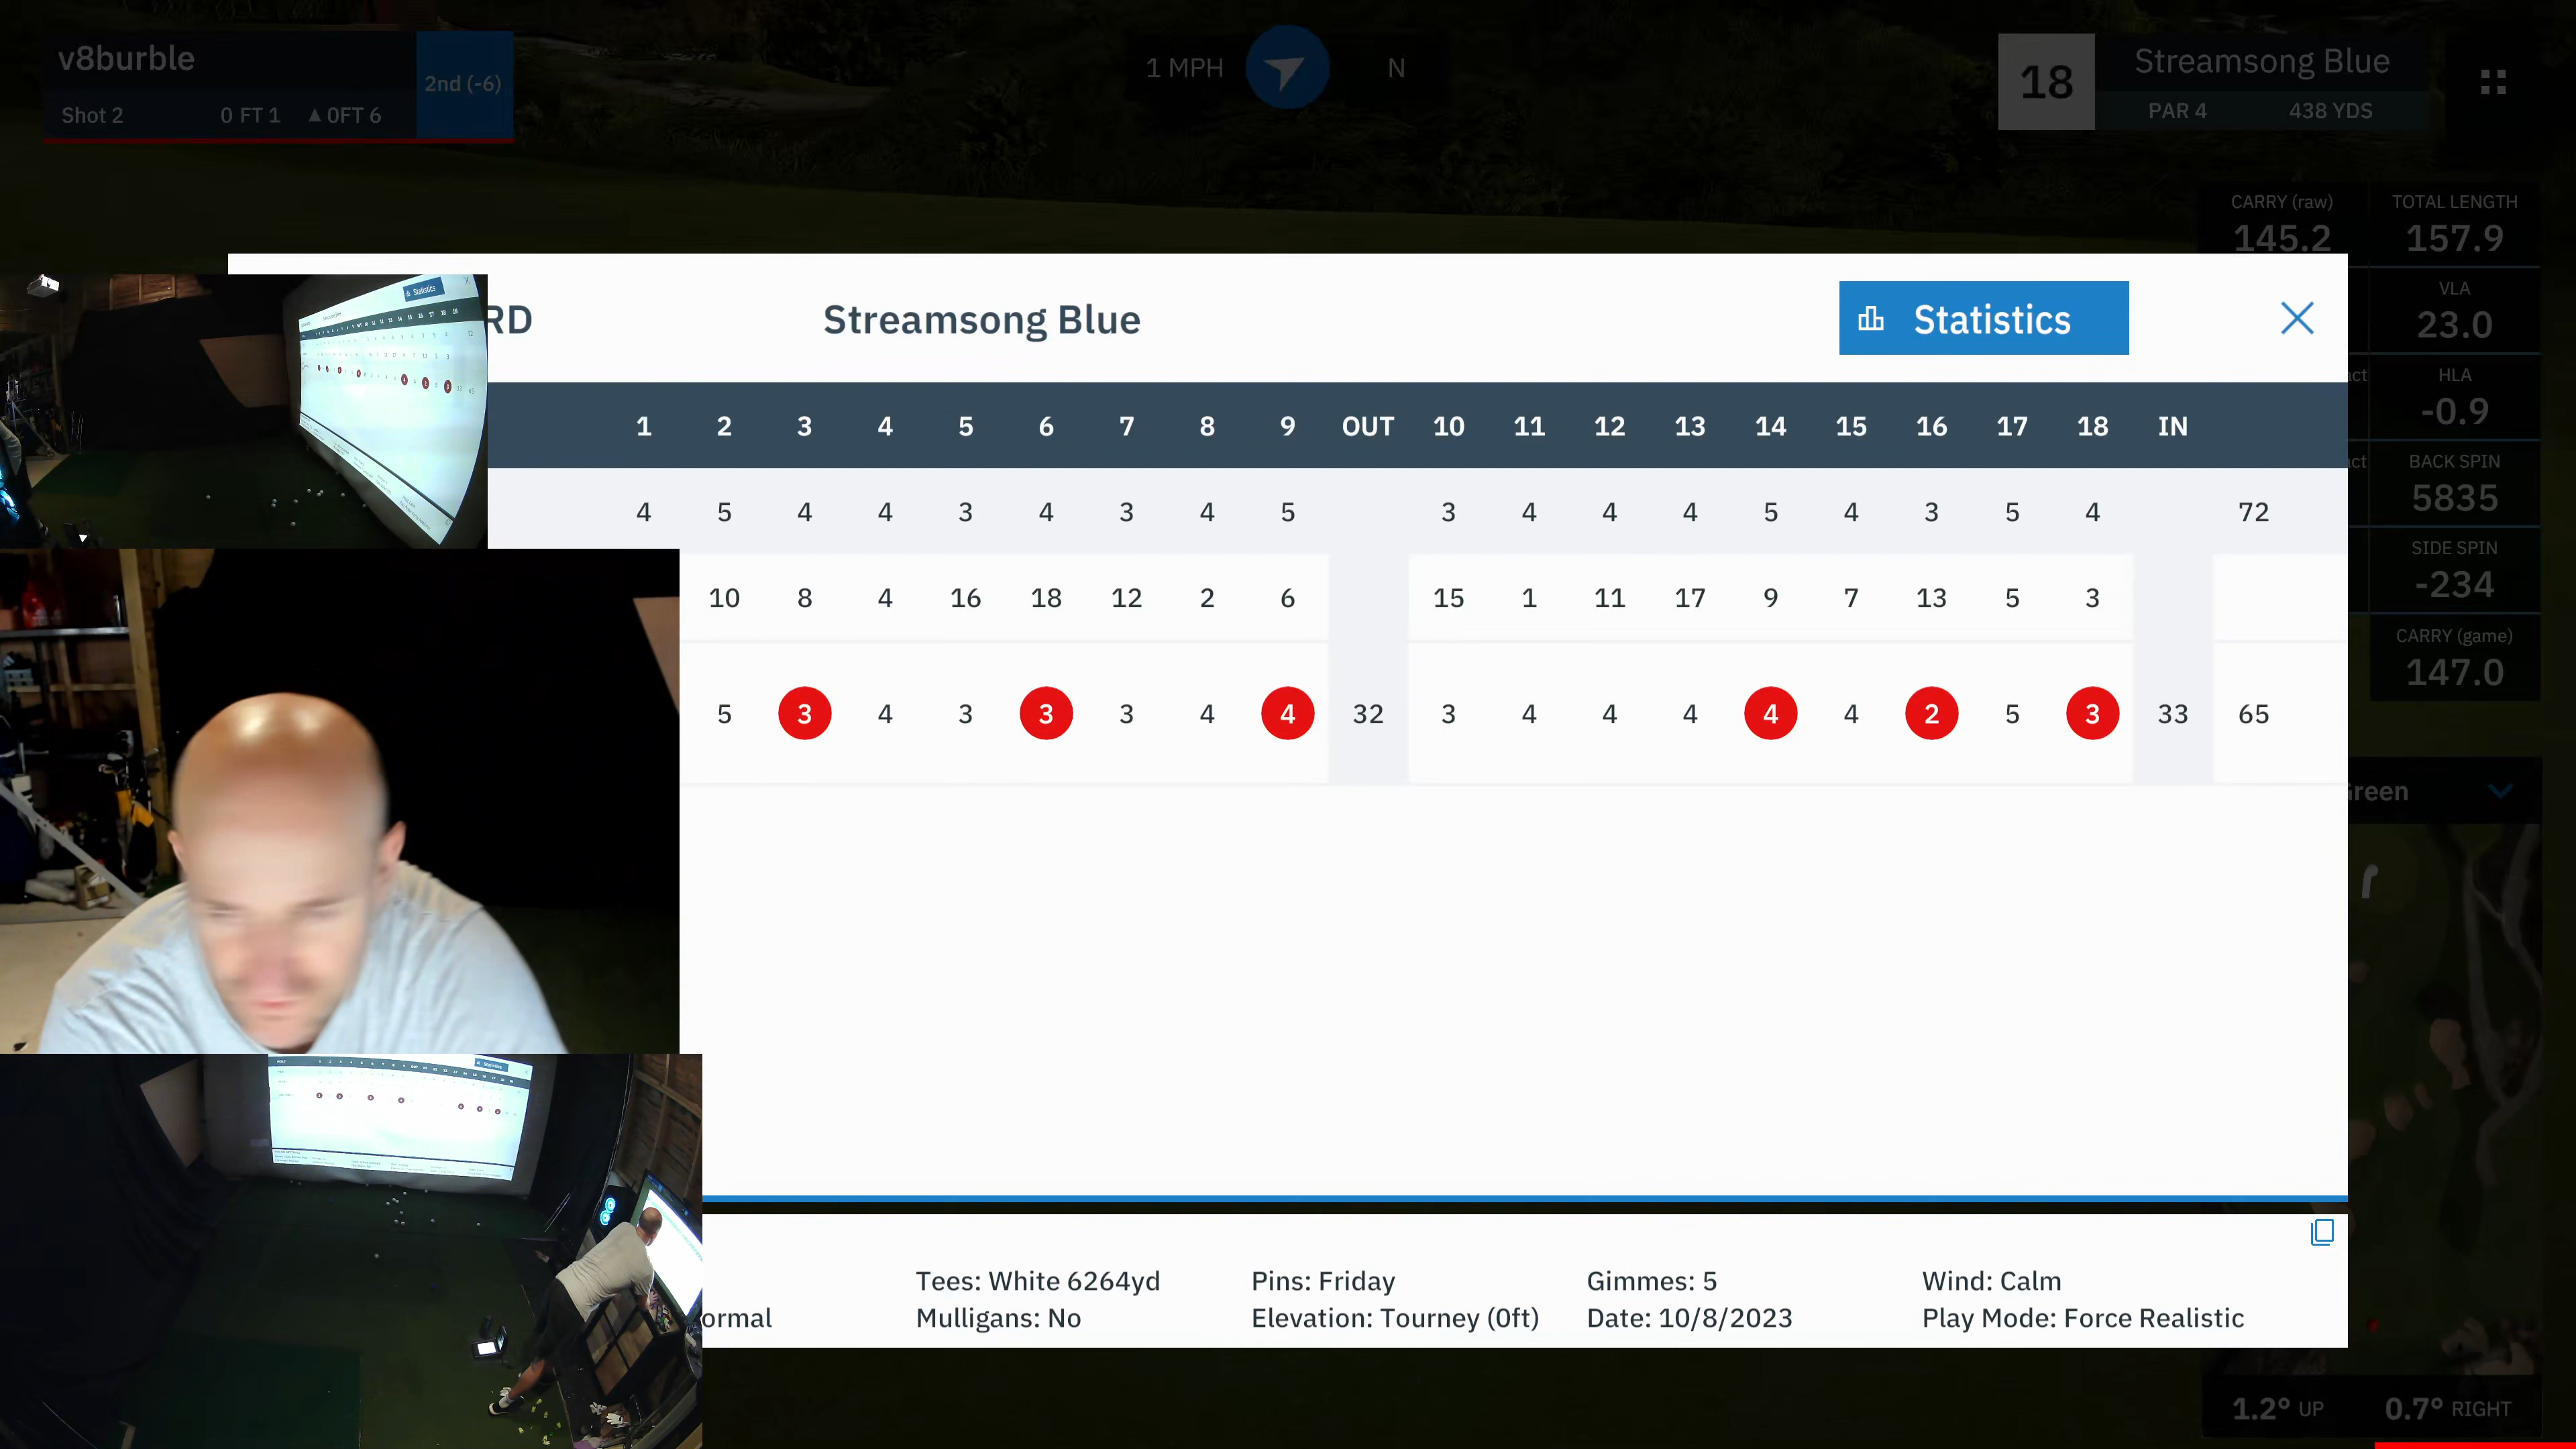 v8burble
2nd (-6)
Shot 2 0 FT 1 ▲0FT 6
1 MPH N
18 Streamsong Blue
PAR 4 438 YDS
CARRY (raw) TOTAL LENGTH
145.2 157.9
VLA
23.0
HLA
-0.9
BACK SPIN
5835
SIDE SPIN
-234
CARRY (game)
147.0
RD Streamsong Blue Statistics
1 2 3 4 5 6 7 8 9 OUT 10 11 12 13 14 15 16 17 18 IN
4 5 4 4 3 4 3 4 5 3 4 4 4 5 4 3 5 4 72
10 8 4 16 18 12 2 6 15 1 11 17 9 7 13 5 3
5 3 4 3 3 3 4 4 32 3 4 4 4 4 4 2 5 3 33 65
Statistics
Tees: White 6264yd Pins: Friday Gimmes: 5 Wind: Calm
ormal Mulligans: No Elevation: Tourney (0ft) Date: 10/8/2023 Play Mode: Force Realistic
1.2° UP 0.7° RIGHT